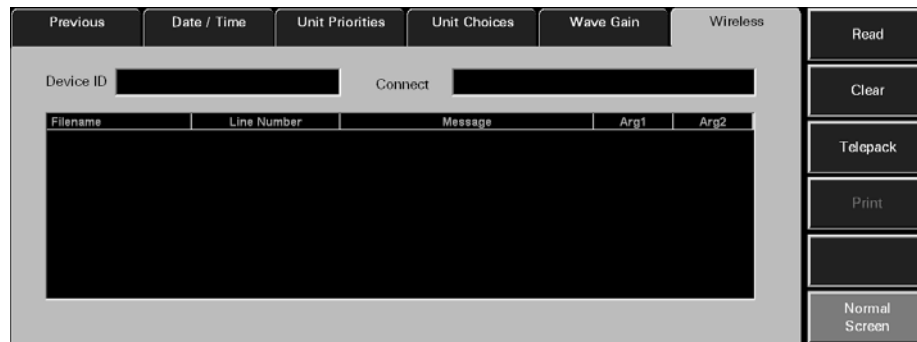 Previous Date / Time Unit Priorities Unit Choices Wave Gain Wireless
Read
Device ID Connect
Clear
Filename Line Number Message Arg1 Arg2
Telepack
Print
Normal
Screen